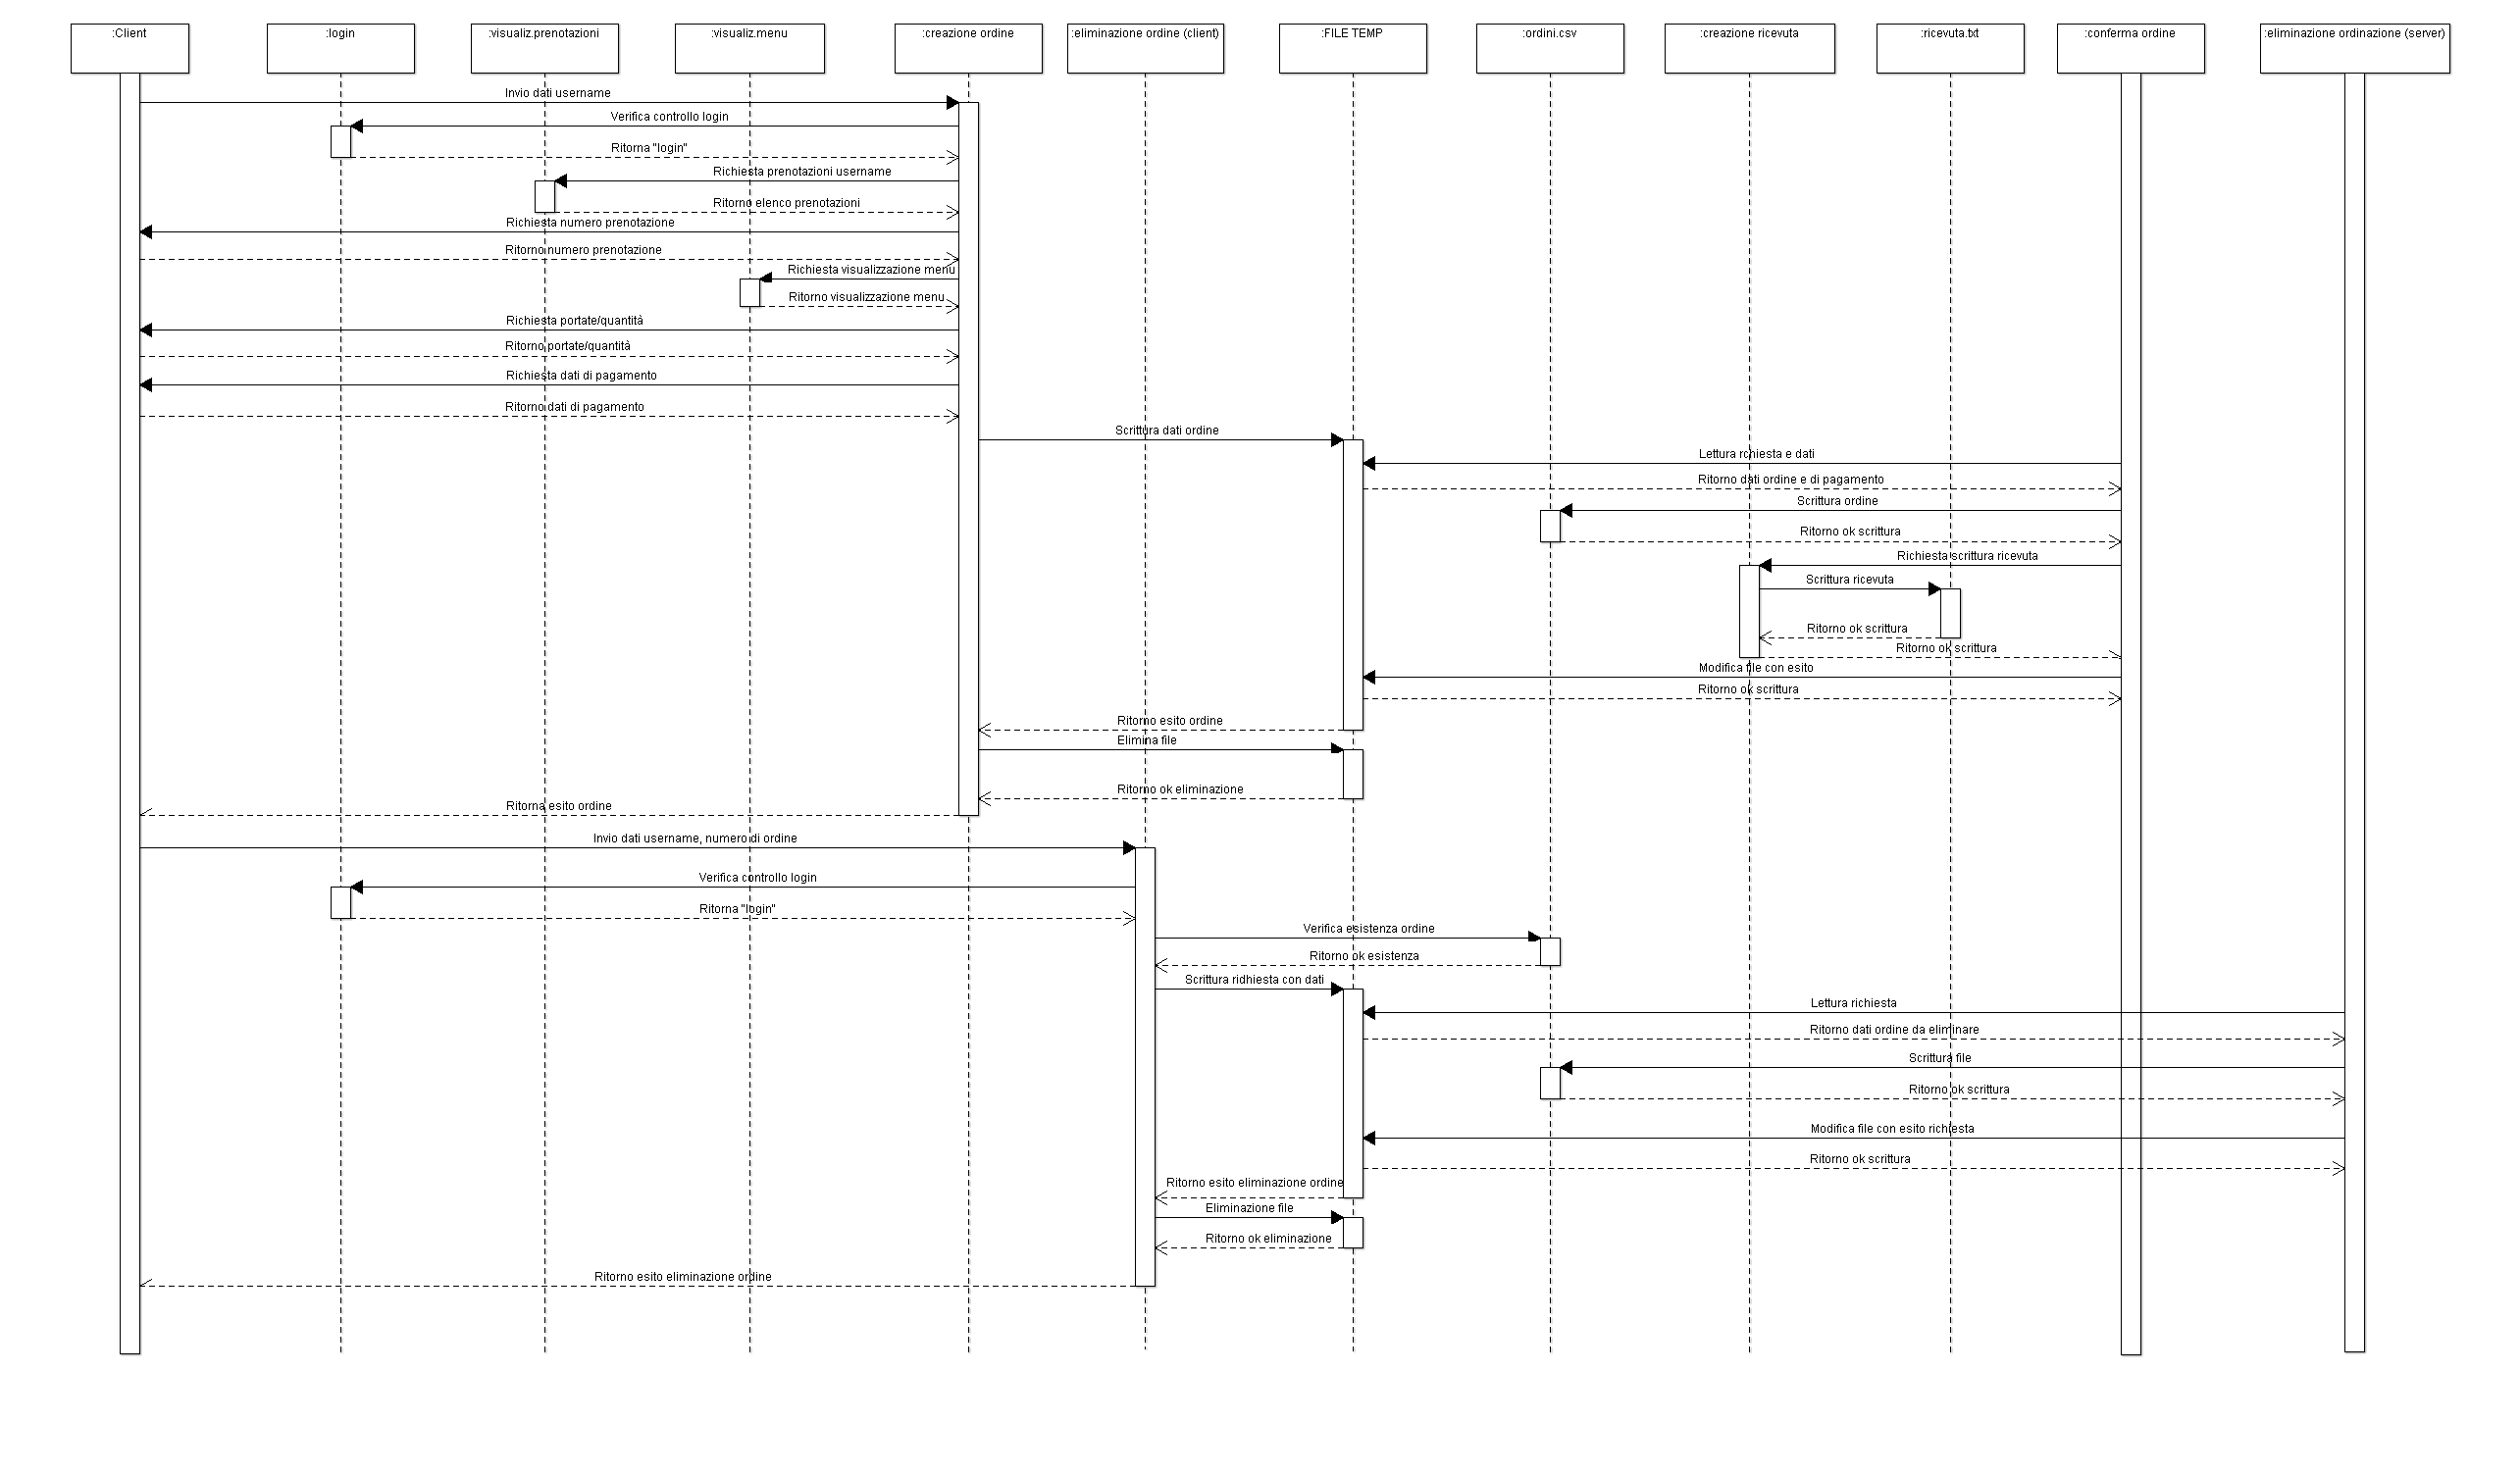 :Client
:login
:visualiz.prenotazioni
:visualiz.menu
:creazione ordine
:eliminazione ordine (client)
:FILE TEMP
:ordini.csv
:creazione ricevuta
:ricevuta.txt
:conferma ordine
:eliminazione ordinazione (server)
Invio dati username
Verifica controllo login
Ritorna "login"
Richiesta prenotazioni username
Ritorno elenco prenotazioni
Richiesta numero prenotazione
Ritorno numero prenotazione
Richiesta visualizzazione menu
Ritorno visualizzazione menu
Richiesta portate/quantità
Ritorno portate/quantità
Richiesta dati di pagamento
Ritorno dati di pagamento
Scrittura dati ordine
Lettura rchiesta e dati
Ritorno dati ordine e di pagamento
Scrittura ordine
Ritorno ok scrittura
Richiesta scrittura ricevuta
Scrittura ricevuta
Ritorno ok scrittura
Ritorno ok scrittura
Modifica file con esito
Ritorno ok scrittura
Ritorno esito ordine
Elimina file
Ritorno ok eliminazione
Ritorna esito ordine
Invio dati username, numero di ordine
Verifica controllo login
Ritorna "login"
Verifica esistenza ordine
Ritorno ok esistenza
Scrittura ridhiesta con dati
Lettura richiesta
Ritorno dati ordine da eliminare
Scrittura file
Ritorno ok scrittura
Modifica file con esito richiesta
Ritorno ok scrittura
Ritorno esito eliminazione ordine
Eliminazione file
Ritorno ok eliminazione
Ritorno esito eliminazione ordine